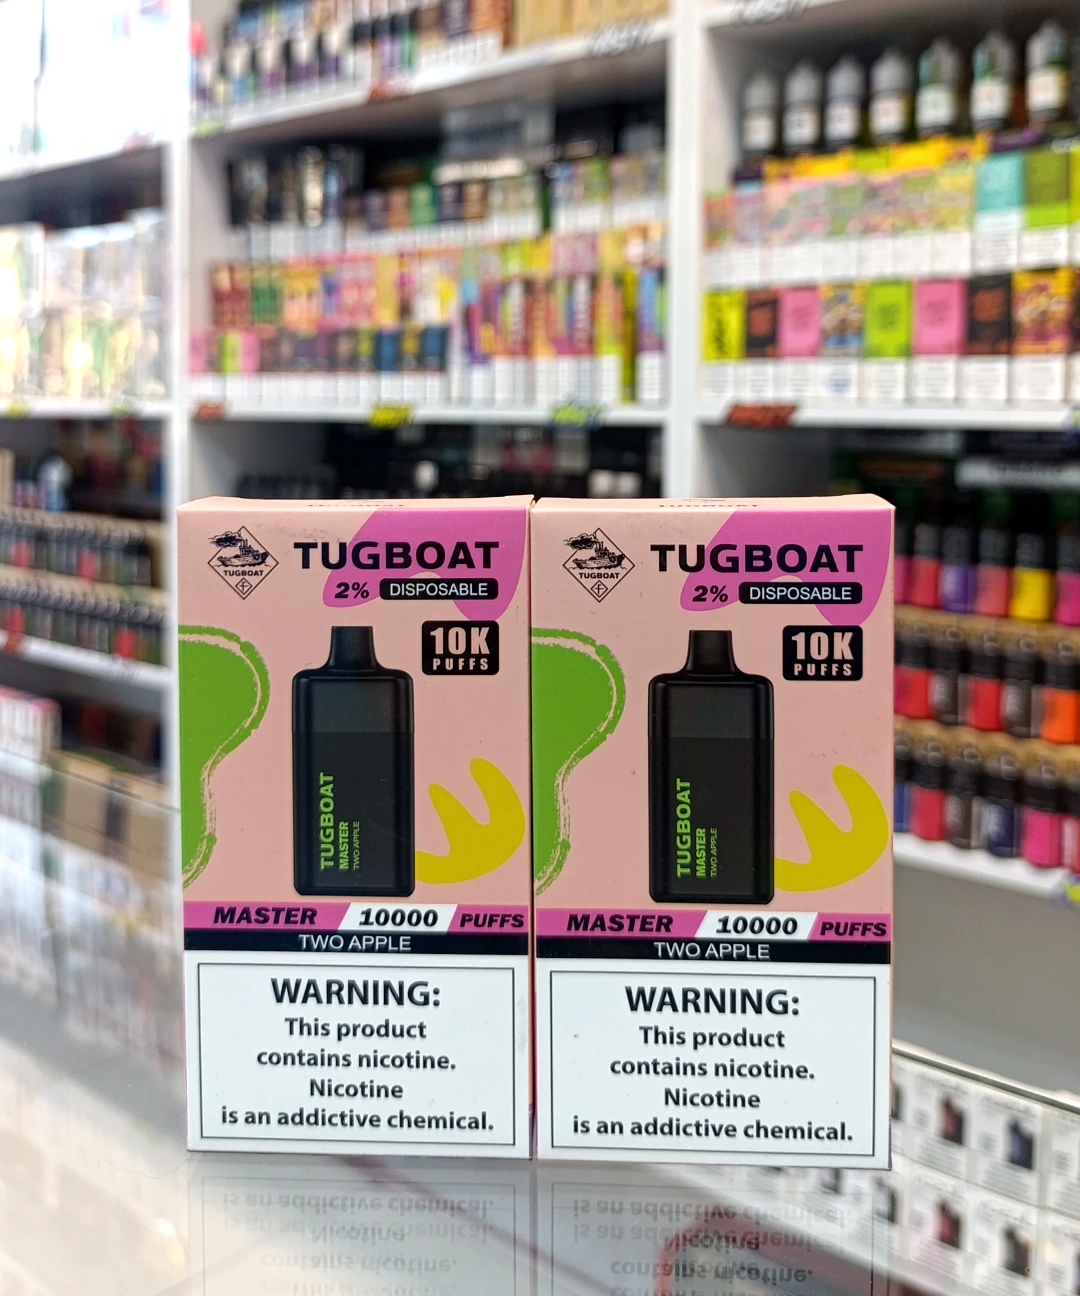 TUGBOAT
TUGBOAT
2% DISPOSABLE
10K
PUFFS
TUGBOAT
MASTER
TWO APPLE
MASTER 10000 PUFFS
TWO APPLE
WARNING:
This product
contains nicotine.
Nicotine
is an addictive chemical.
TUGBOAT
TUGBOAT
2% DISPOSABLE
10K
PUFFS
TUGBOAT
MASTER
TWO APPLE
MASTER 10000 PUFFS
TWO APPLE
WARNING:
This product
contains nicotine.
Nicotine
is an addictive chemical.